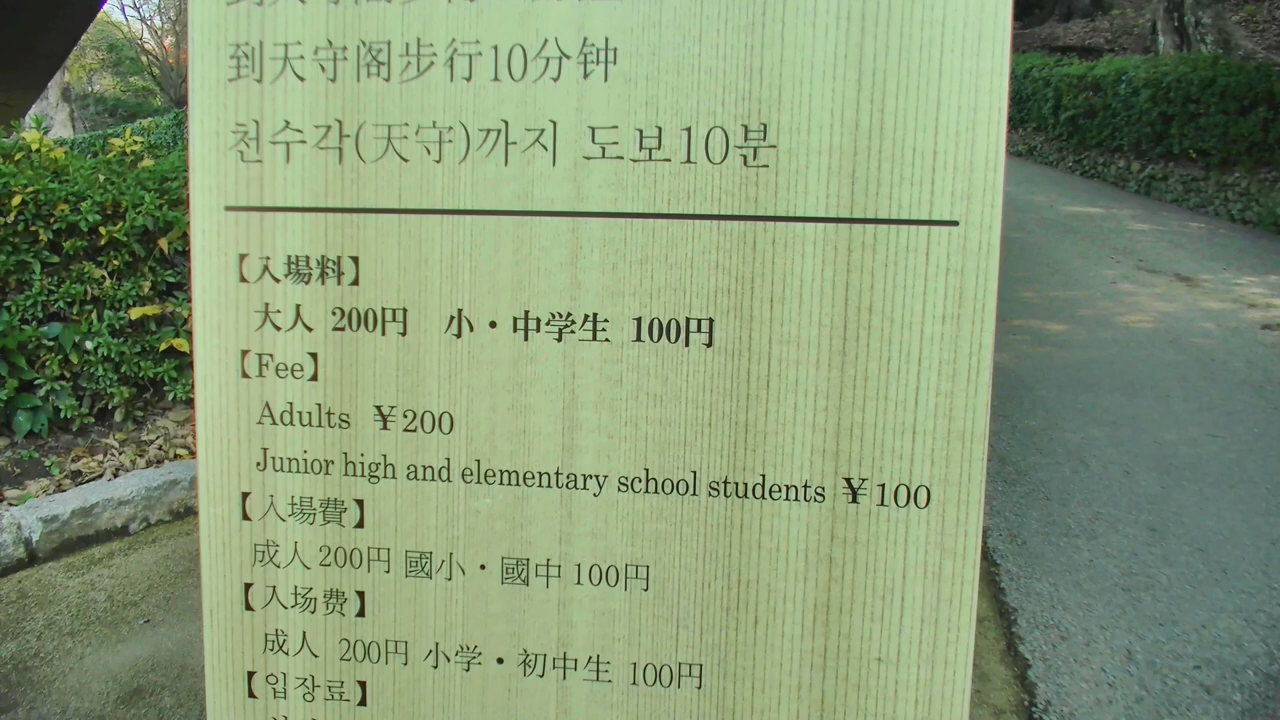 到天守阁步行10分钟
천수각(天守)까지 도보10분
【入場料】
大人 200円 小・中学生 100円
【Fee】
Adults ¥200
Junior high and elementary school students ¥100
【入場費】
成人200円 國小・國中100円
【入场费】
成人 200円 小学・初中生 100円
【입장료】